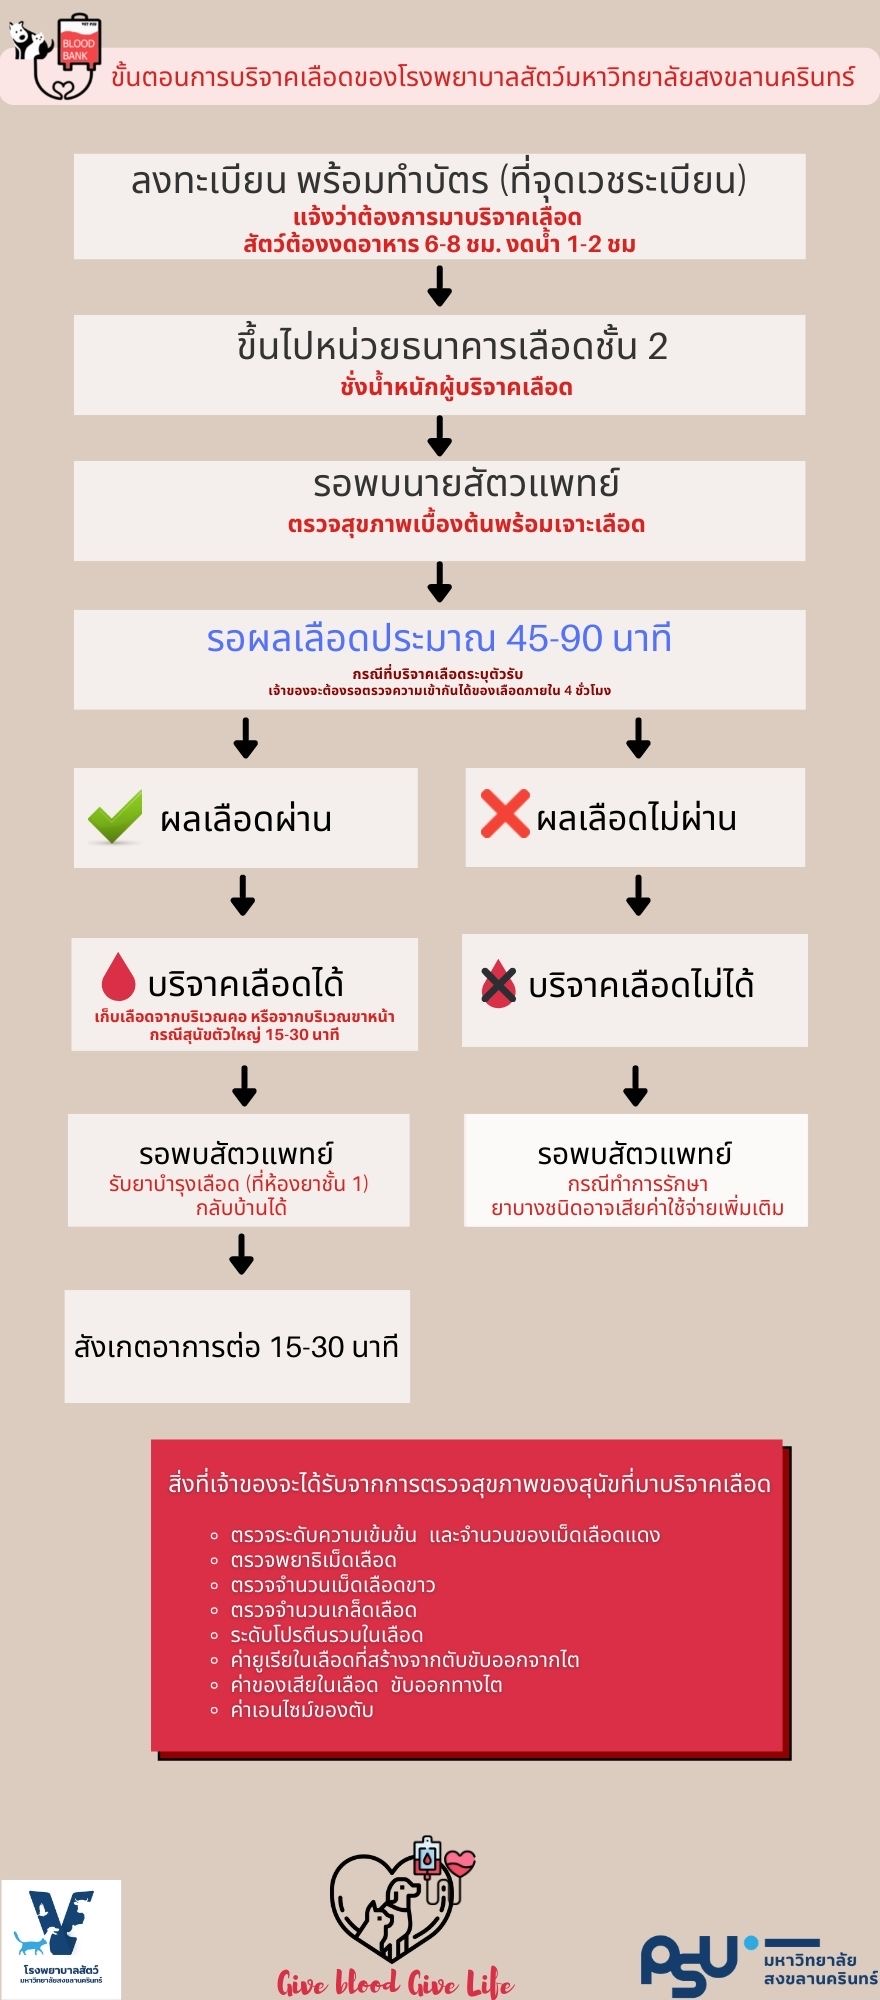 VET PSU
BLOOD
BANK
ขั้นตอนการบริจาคเลือดของโรงพยาบาลสัตว์มหาวิทยาลัยสงขลานครินทร์
ลงทะเบียน พร้อมทำบัตร (ที่จุดเวชระเบียน)
แจ้งว่าต้องการมาบริจาคเลือด
สัตว์ต้องงดอาหาร 6-8 ชม. งดน้ำ 1-2 ชม
ขึ้นไปหน่วยธนาคารเลือดชั้น 2
ชั่งน้ำหนักผู้บริจาคเลือด
รอพบนายสัตวแพทย์
ตรวจสุขภาพเบื้องต้นพร้อมเจาะเลือด
รอผลเลือดประมาณ 45-90 นาที
กรณีที่บริจาคเลือดระบุตัวรับ
เจ้าของจะต้องรอตรวจความเข้ากันได้ของเลือดภายใน 4 ชั่วโมง
ผลเลือดผ่าน
ผลเลือดไม่ผ่าน
บริจาคเลือดได้
เก็บเลือดจากบริเวณคอ หรือจากบริเวณขาหน้า
กรณีสุนัขตัวใหญ่ 15-30 นาที
บริจาคเลือดไม่ได้
รอพบสัตวแพทย์
รับยาบำรุงเลือด (ที่ห้องยาชั้น 1)
กลับบ้านได้
รอพบสัตวแพทย์
กรณีทำการรักษา
ยาบางชนิดอาจเสียค่าใช้จ่ายเพิ่มเติม
สังเกตอาการต่อ 15-30 นาที
สิ่งที่เจ้าของจะได้รับจากการตรวจสุขภาพของสุนัขที่มาบริจาคเลือด
ตรวจระดับความเข้มข้น และจำนวนของเม็ดเลือดแดง
ตรวจพยาธิเม็ดเลือด
ตรวจจำนวนเม็ดเลือดขาว
ตรวจจำนวนเกล็ดเลือด
ระดับโปรตีนรวมในเลือด
ค่ายูเรียในเลือดที่สร้างจากตับขับออกจากไต
ค่าของเสียในเลือด ขับออกทางไต
ค่าเอนไซม์ของตับ
VF
โรงพยาบาลสัตว์
มหาวิทยาลัยสงขลานครินทร์
Give blood Give Life
PSU
มหาวิทยาลัย
สงขลานครินทร์